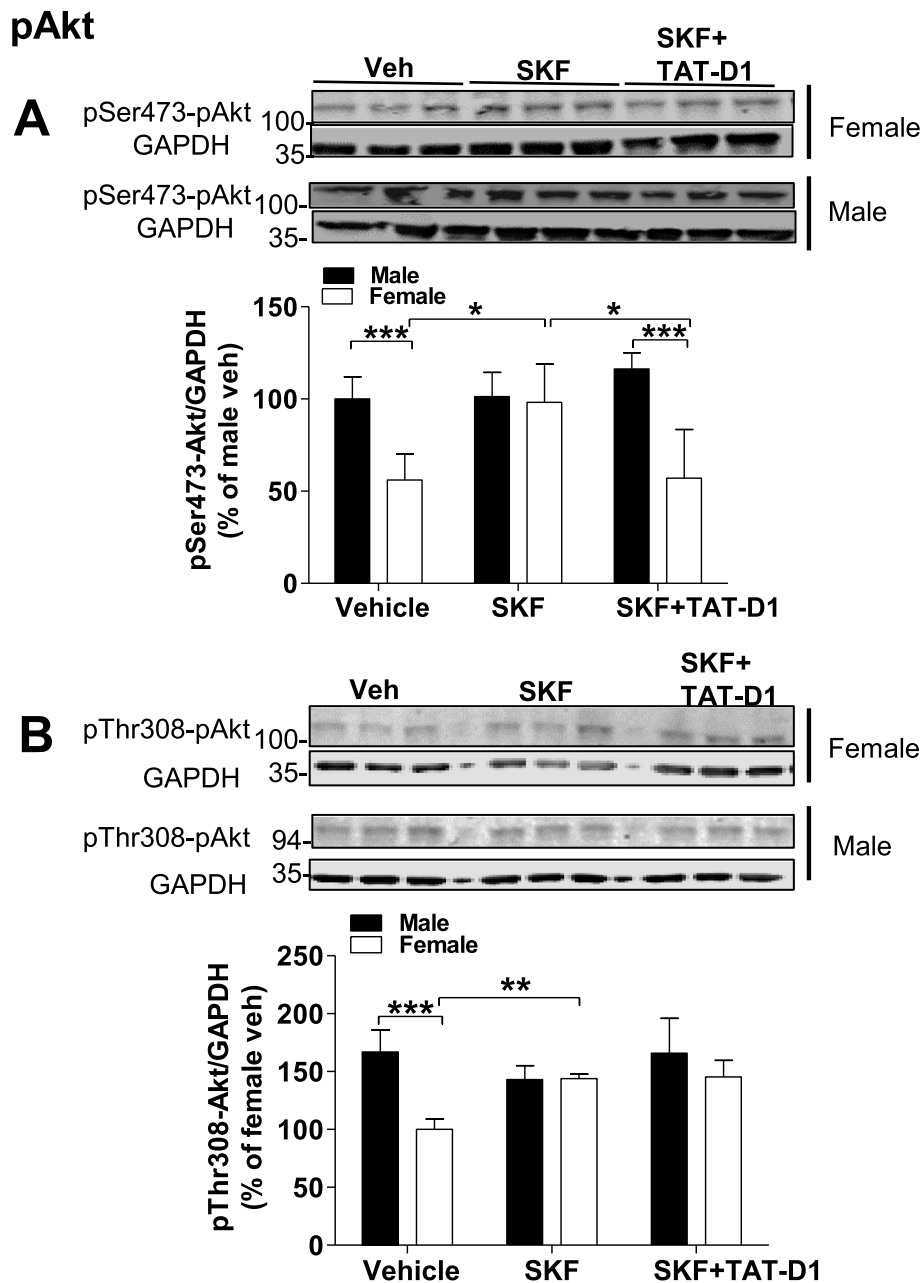 pAkt
A
Veh SKF SKF+
TAT-D1
pSer473-pAkt 100
GAPDH 35
Female
pSer473-pAkt 100-
GAPDH 35-
Male
Male
Female
pSer473-Akt/GAPDH
(% of male veh)
150
100
50
0
*** * * ***
Vehicle SKF SKF+TAT-D1
B
Veh SKF SKF+
TAT-D1
pThr308-pAkt 100-
GAPDH 35-
Female
pThr308-pAkt 94-
GAPDH 35-
Male
Male
Female
pThr308-Akt/GAPDH
(% of female veh)
250
200
150
100
50
0
*** **
Vehicle SKF SKF+TAT-D1